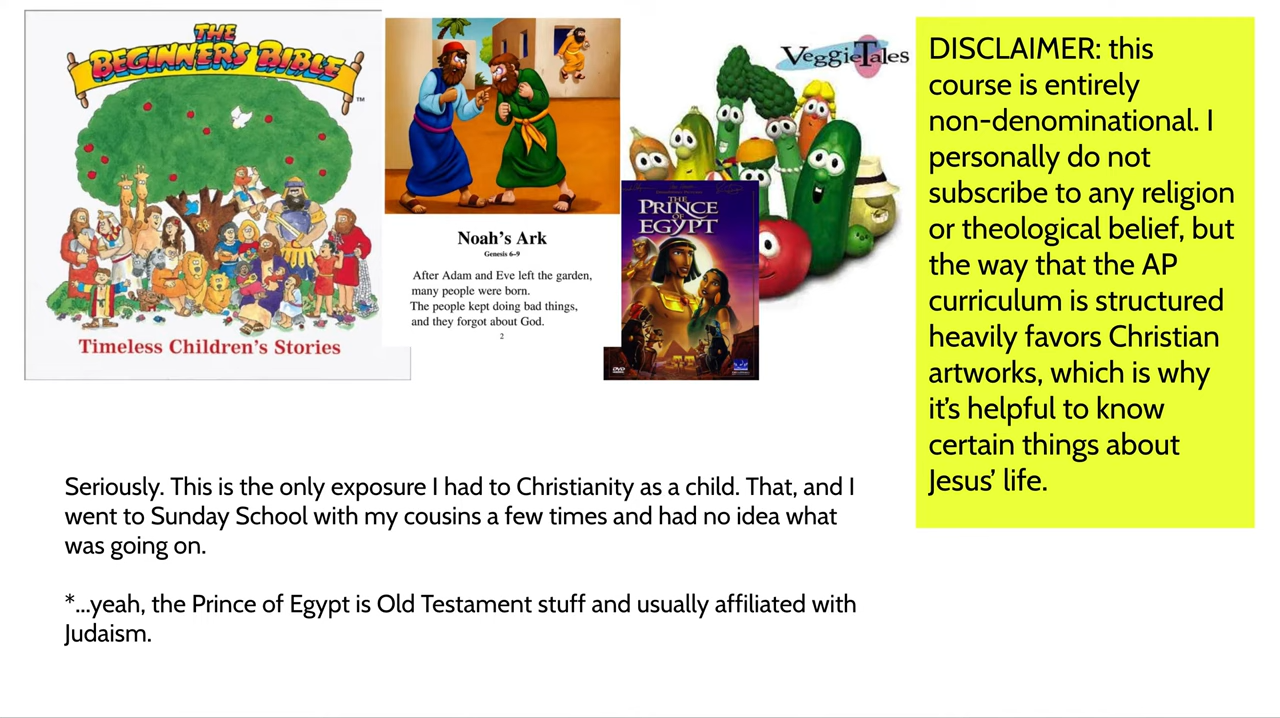 THE
BEGINNERS BIBLE
TM
Timeless Children's Stories
Noah's Ark
Genesis 6–9
After Adam and Eve left the garden,
many people were born.
The people kept doing bad things,
and they forgot about God.
2
VeggieTales
THE
PRINCE
OF
EGYPT
DVD
DISCLAIMER: this
course is entirely
non-denominational. I
personally do not
subscribe to any religion
or theological belief, but
the way that the AP
curriculum is structured
heavily favors Christian
artworks, which is why
it's helpful to know
certain things about
Jesus' life.
Seriously. This is the only exposure I had to Christianity as a child. That, and I
went to Sunday School with my cousins a few times and had no idea what
was going on.
*...yeah, the Prince of Egypt is Old Testament stuff and usually affiliated with
Judaism.